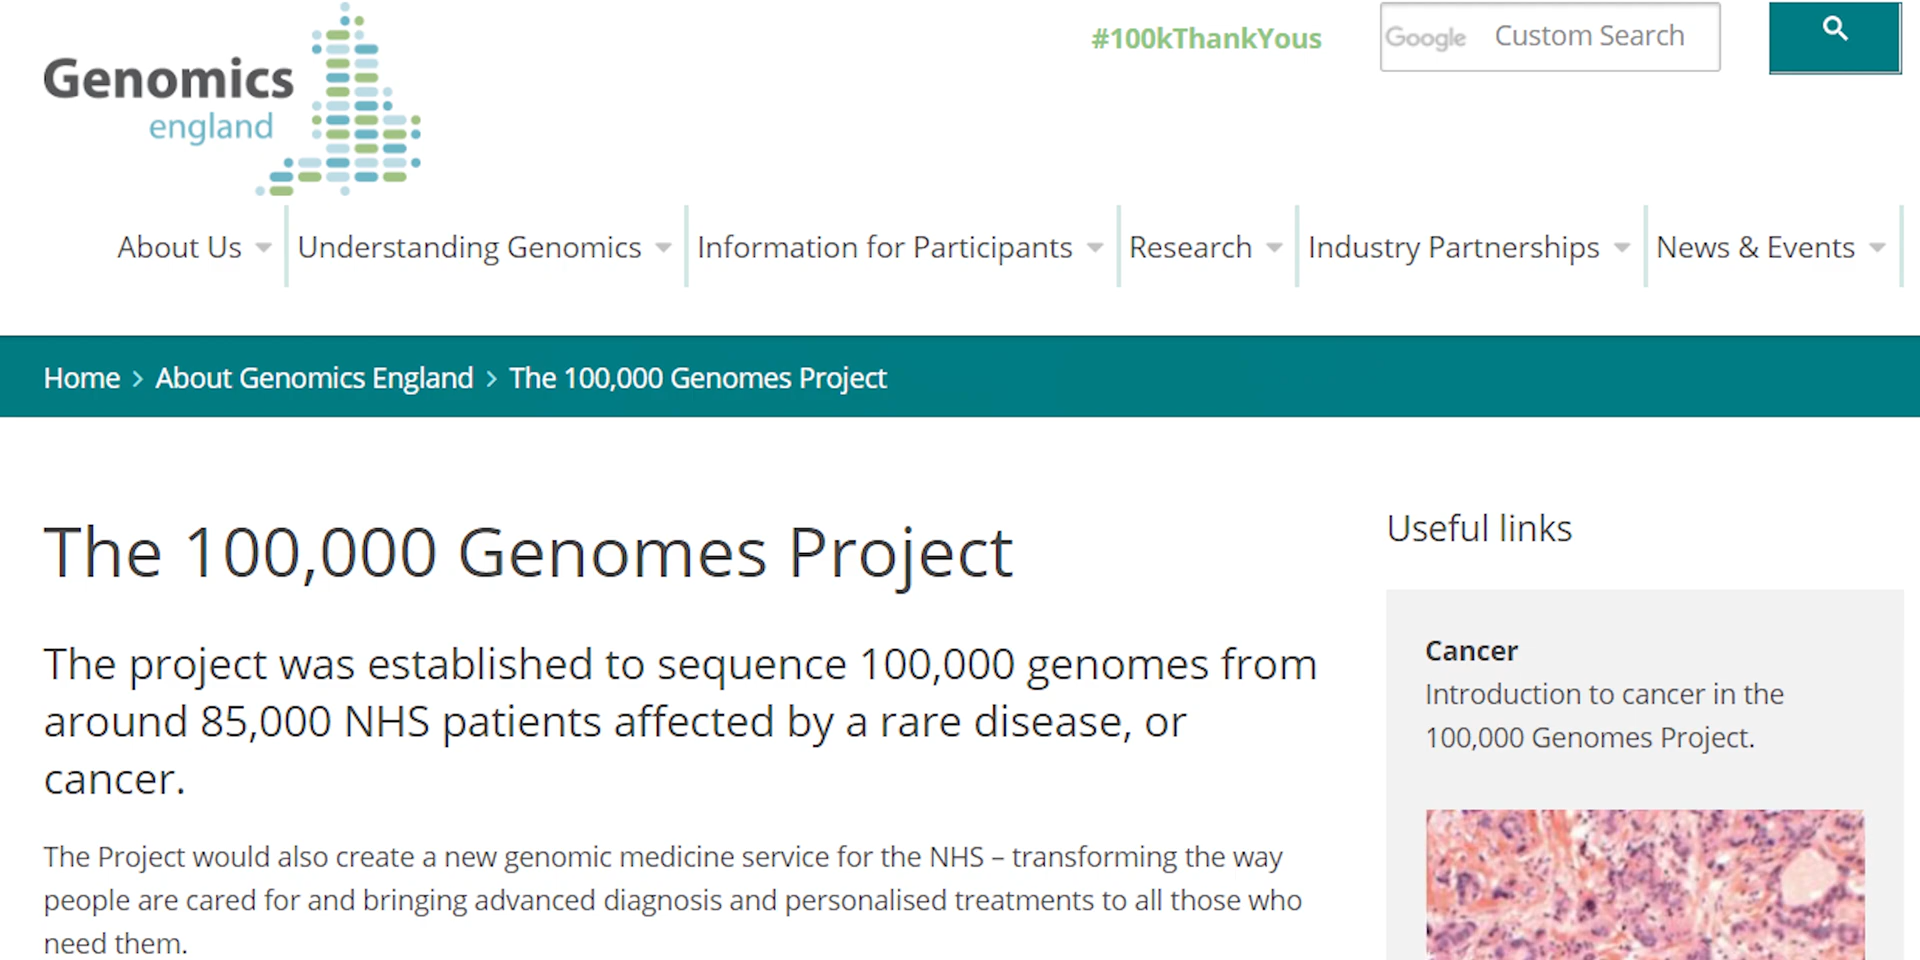 Genomics
england
#100kThankYous
Google Custom Search
About Us
Understanding Genomics
Information for Participants
Research
Industry Partnerships
News & Events
Home > About Genomics England > The 100,000 Genomes Project
The 100,000 Genomes Project
The project was established to sequence 100,000 genomes from
around 85,000 NHS patients affected by a rare disease, or
cancer.
The Project would also create a new genomic medicine service for the NHS – transforming the way
people are cared for and bringing advanced diagnosis and personalised treatments to all those who
need them.
Useful links
Cancer
Introduction to cancer in the
100,000 Genomes Project.